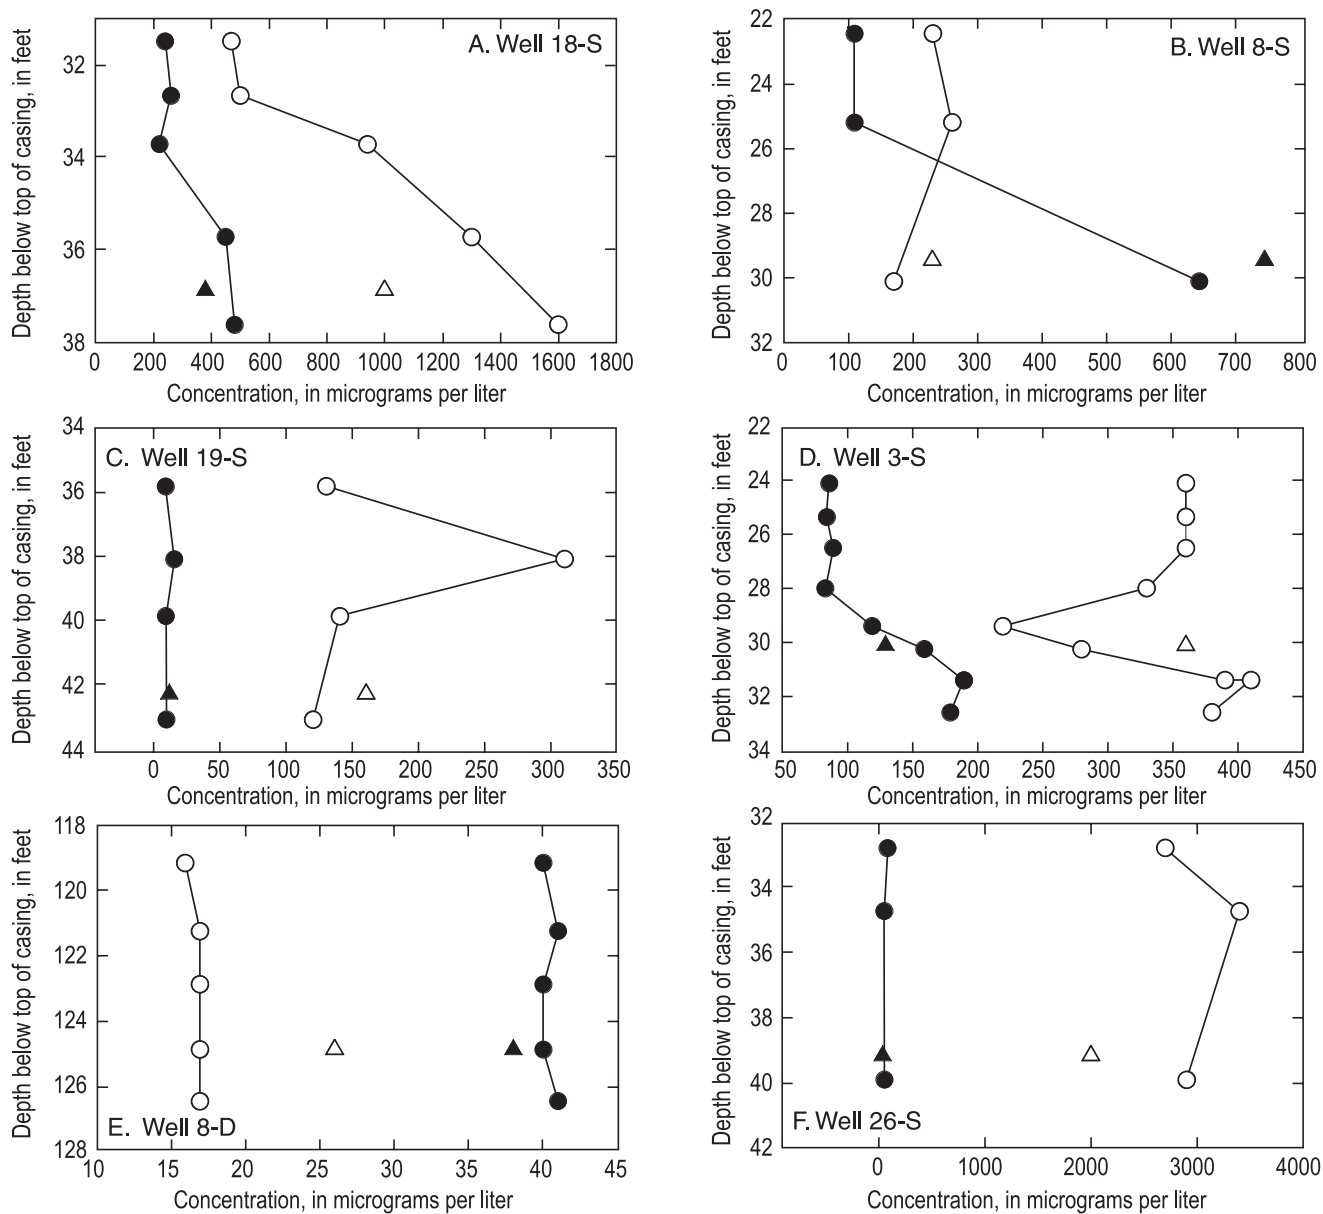 A. Well 18-S
Depth below top of casing, in feet
32
34
36
38
0 200 400 600 800 1000 1200 1400 1600 1800
Concentration, in micrograms per liter
B. Well 8-S
Depth below top of casing, in feet
22
24
26
28
30
32
0 100 200 300 400 500 600 700 800
Concentration, in micrograms per liter
C. Well 19-S
Depth below top of casing, in feet
34
36
38
40
42
44
0 50 100 150 200 250 300 350
Concentration, in micrograms per liter
D. Well 3-S
Depth below top of casing, in feet
22
24
26
28
30
32
34
50 100 150 200 250 300 350 400 450
Concentration, in micrograms per liter
E. Well 8-D
Depth below top of casing, in feet
118
120
122
124
126
128
10 15 20 25 30 35 40 45
Concentration, in micrograms per liter
F. Well 26-S
Depth below top of casing, in feet
32
34
36
38
40
42
0 1000 2000 3000 4000
Concentration, in micrograms per liter